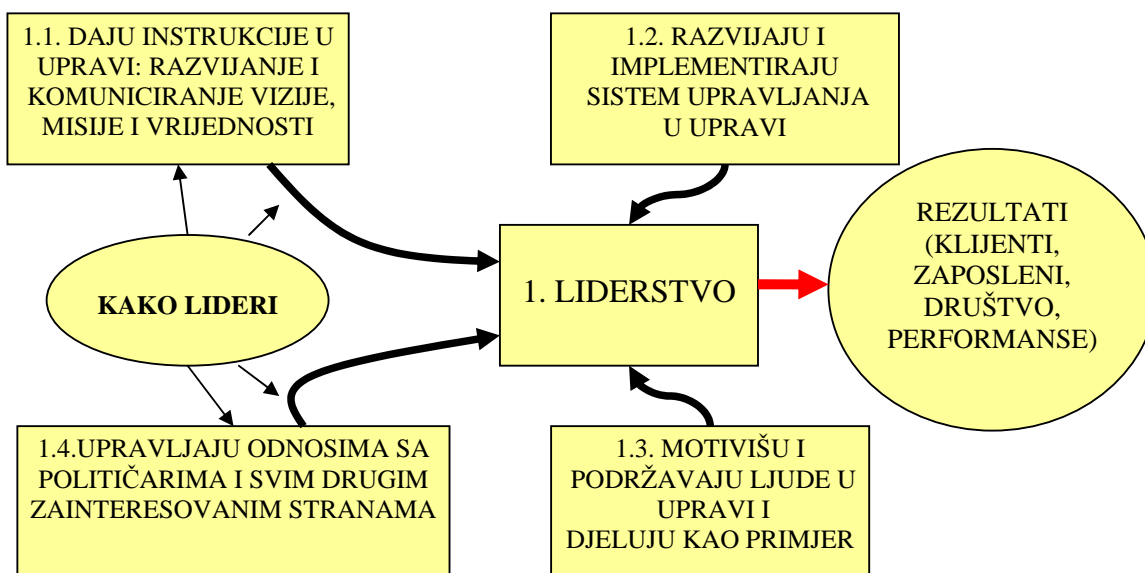 1.1. DAJU INSTRUKCIJE U
UPRAVI: RAZVIJANJE I
KOMUNICIRANJE VIZIJE,
MISIJE I VRIJEDNOSTI
1.2. RAZVIJAJU I
IMPLEMENTIRAJU
SISTEM UPRAVLJANJA
U UPRAVI
KAKO LIDERI
1. LIDERSTVO
REZULTATI
(KLIJENTI,
ZAPOSLENI,
DRUŠTVO,
PERFORMANSE)
1.4.UPRAVLJAJU ODNOSIMA SA
POLITIČARIMA I SVIM DRUGIM
ZAINTERESOVANIM STRANAMA
1.3. MOTIVIŠU I
PODRŽAVAJU LJUDE U
UPRAVI I
DJELUJU KAO PRIMJER